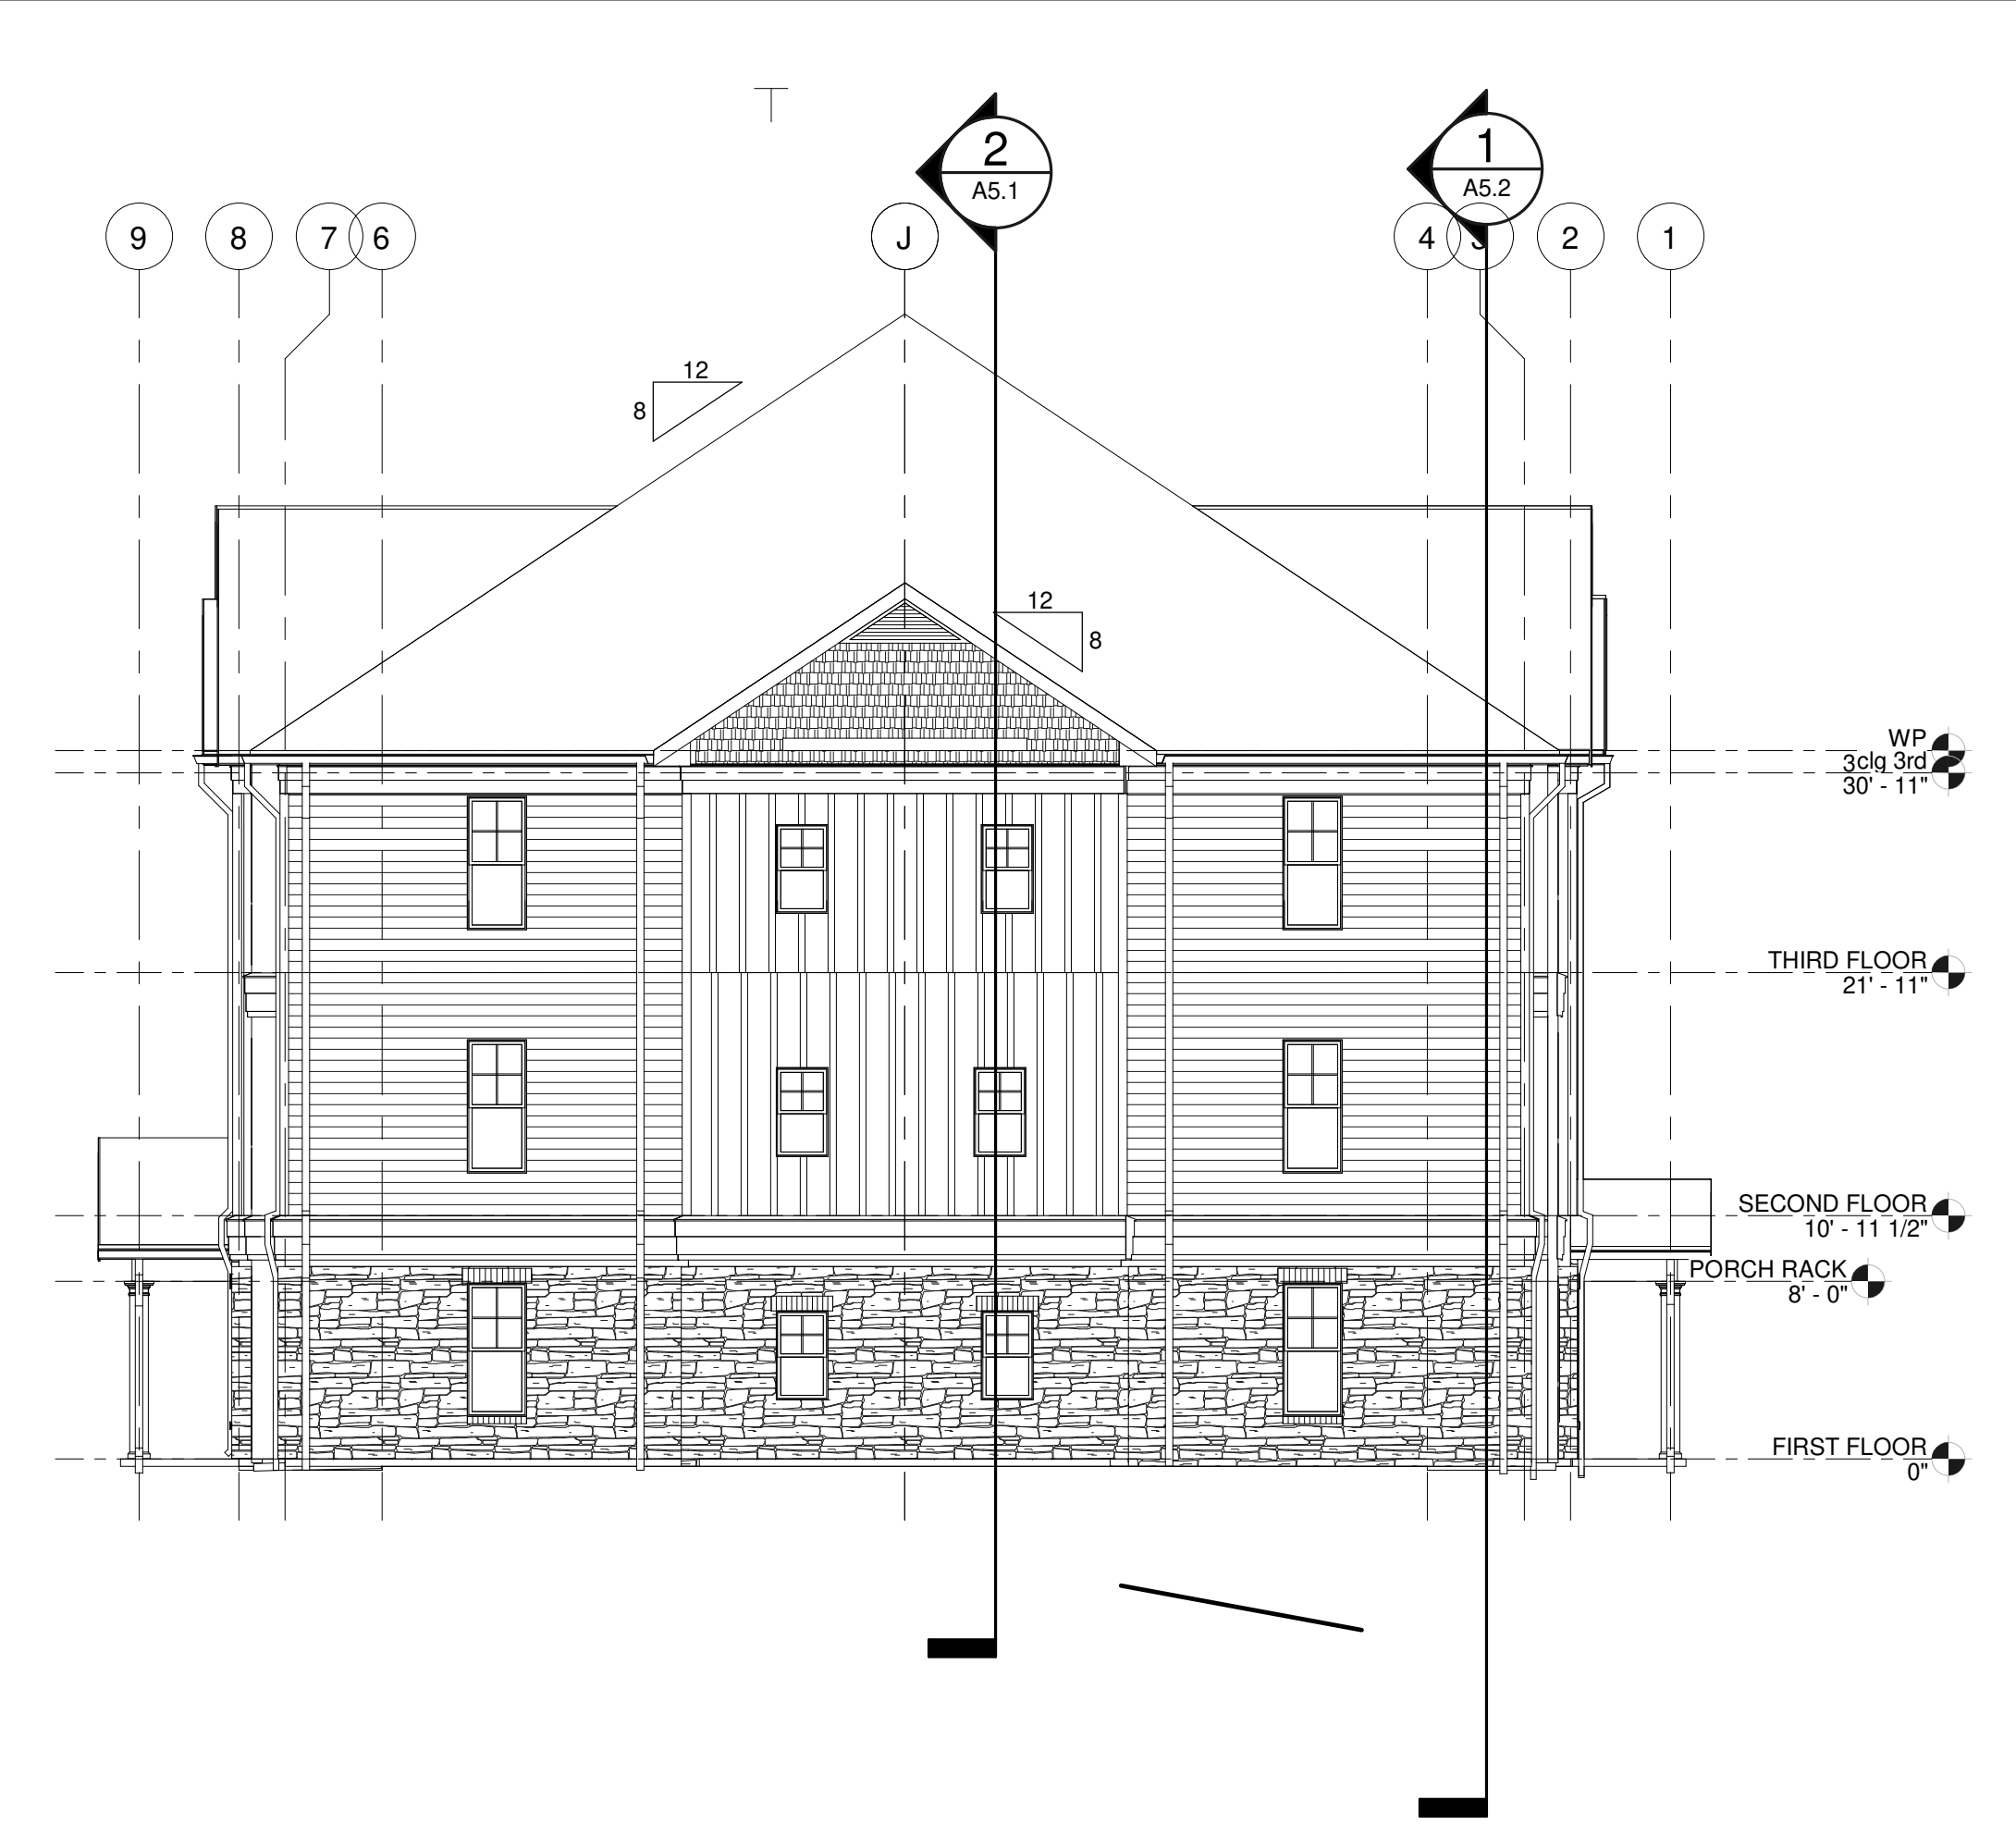 2
A5.1
1
A5.2
9
8
7
6
J
4
3
2
1
12
8
12
8
WP
3clg 3rd
30' - 11"
THIRD FLOOR
21' - 11"
SECOND FLOOR
10' - 11 1/2"
PORCH RACK
8' - 0"
FIRST FLOOR
0"